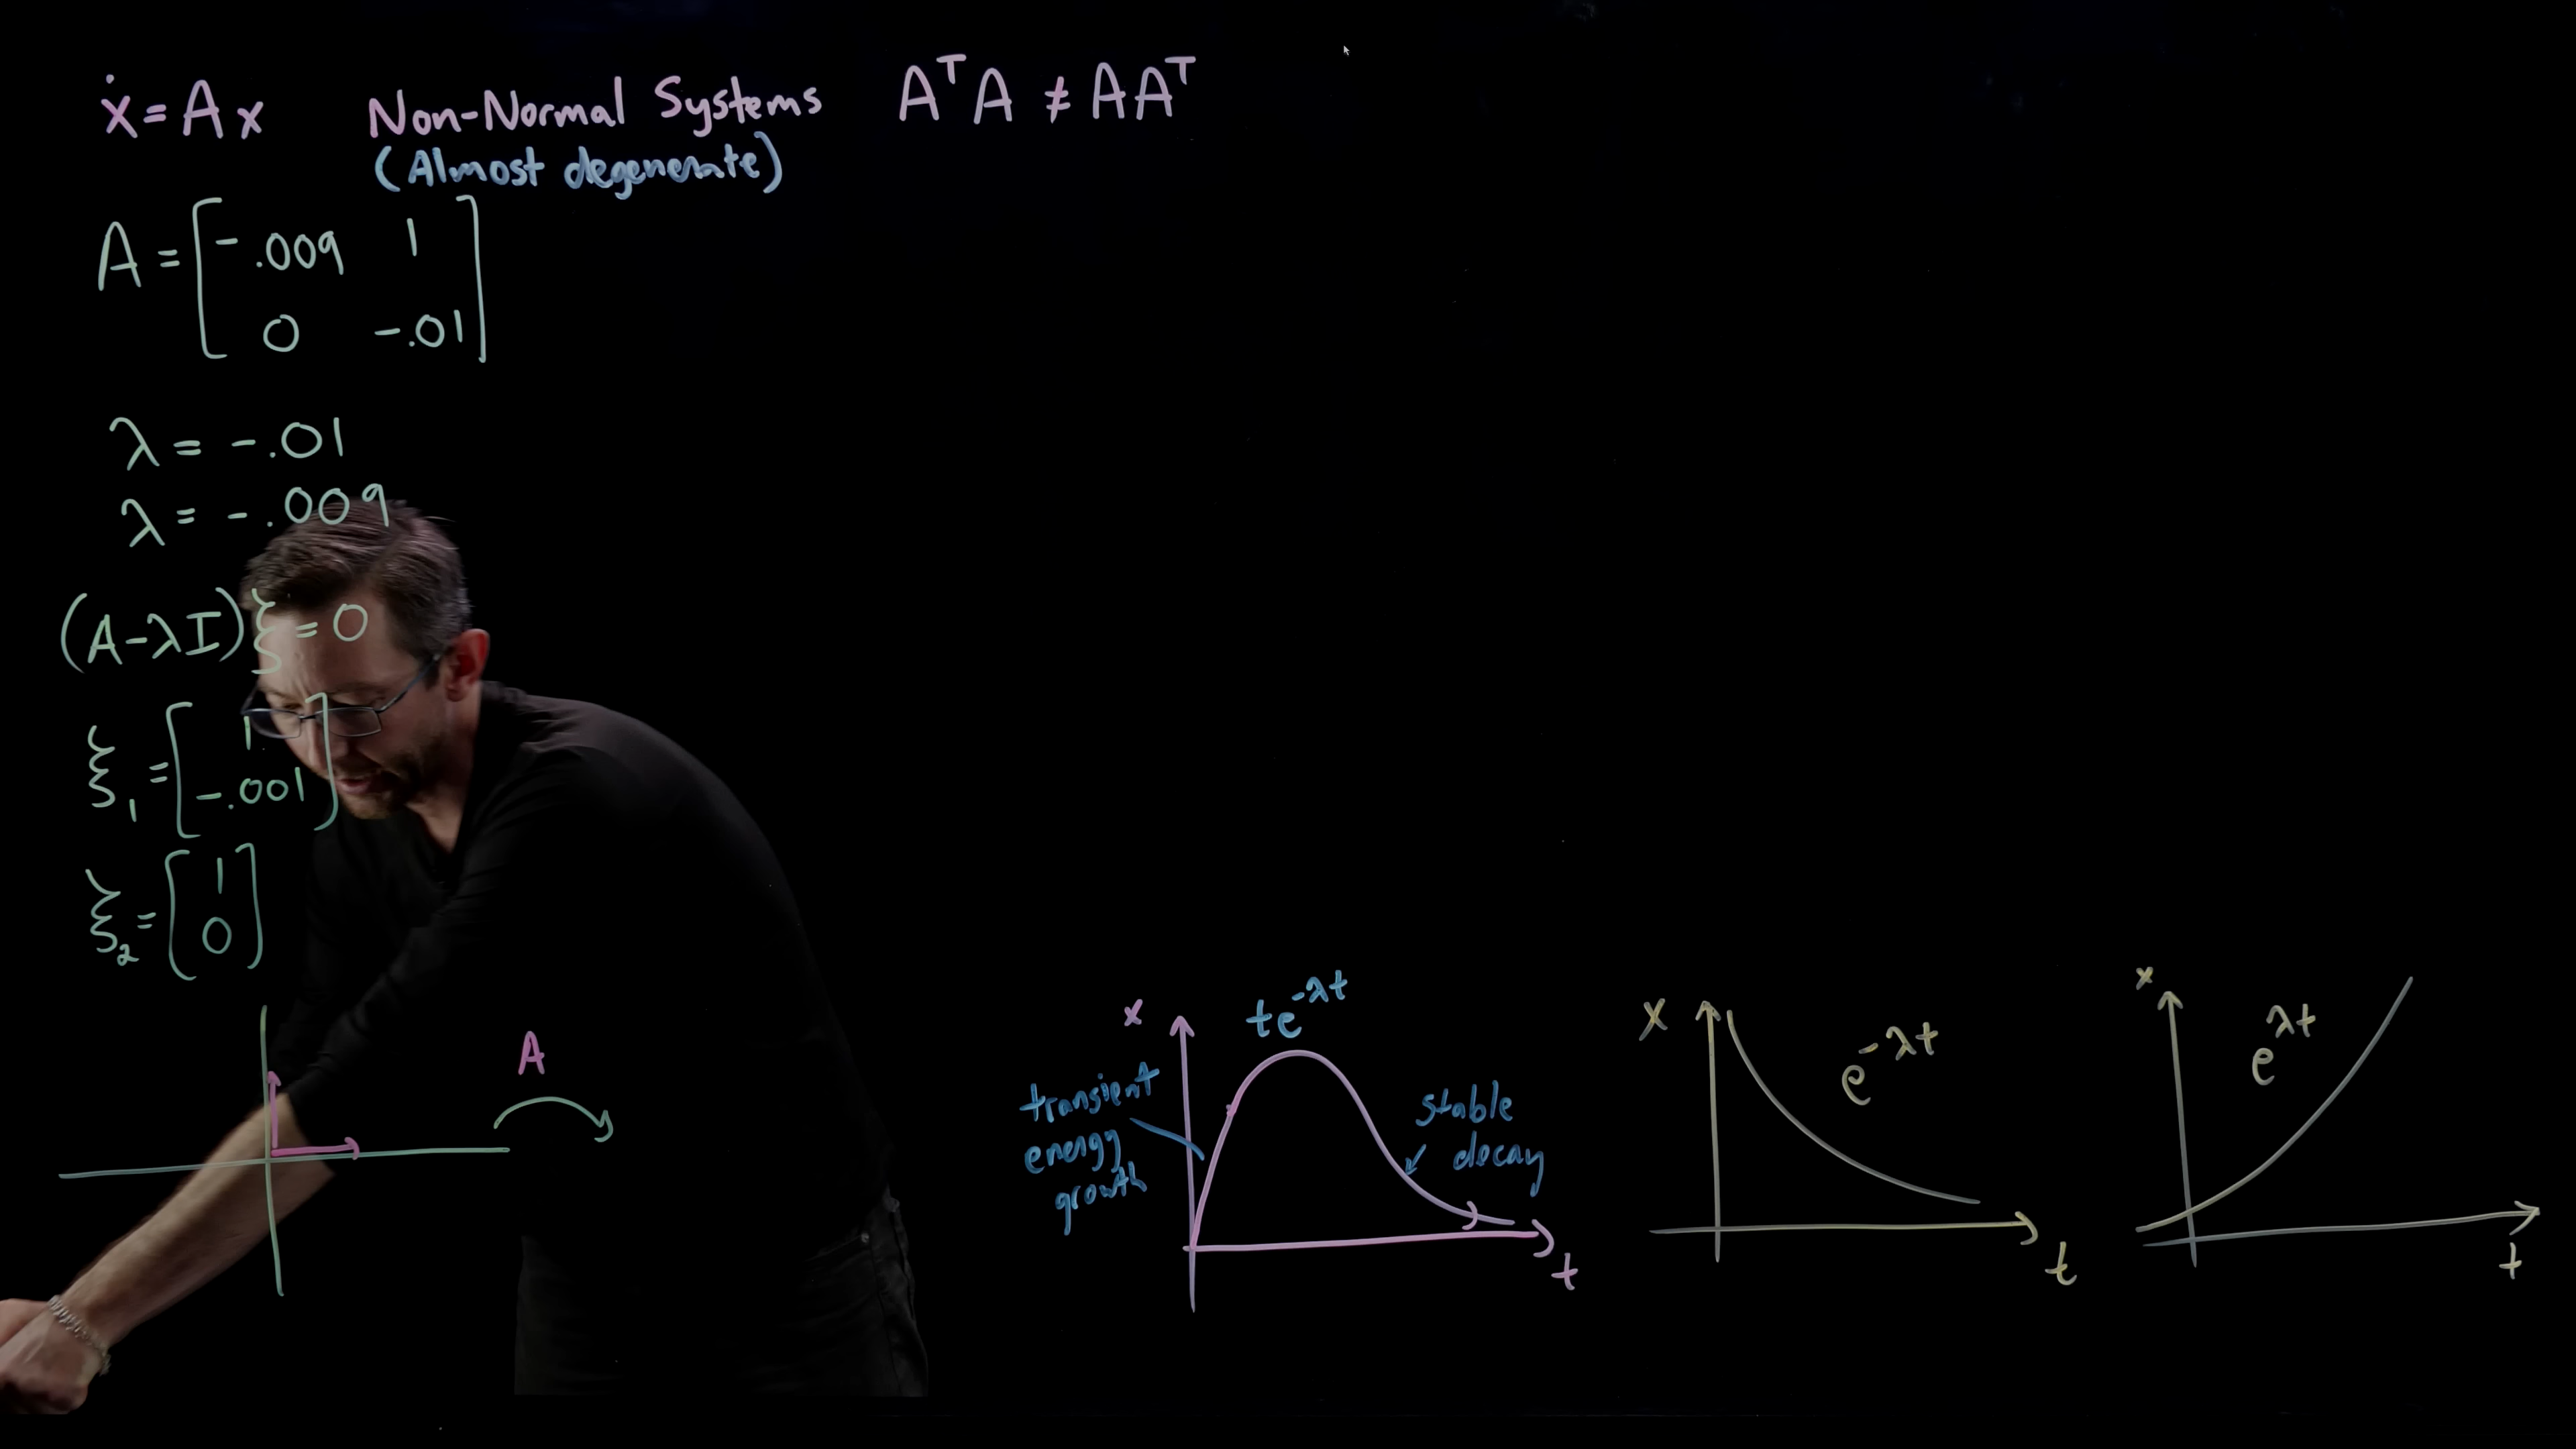 ẋ = Ax Non-Normal Systems AᵀA ≠ AAᵀ
(Almost degenerate)
A = [ -.009 1
0 -.01 ]
λ = -.01
λ = -.009
(A-λI)ξ = 0
ξ₁ = [ 1
-.001 ]
ξ₂ = [ 1
0 ]
A
x
te^-λt
transient
energy
growth
stable
decay
t
x
e^-λt
t
x
e^λt
t